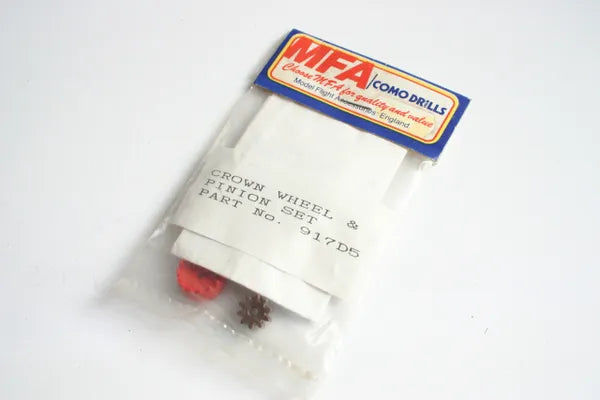 MFA/COMO DRILLS
Choose MFA for quality and value
Model Flight Accessories England
CROWN WHEEL &
PINION SET
PART No. 917D5